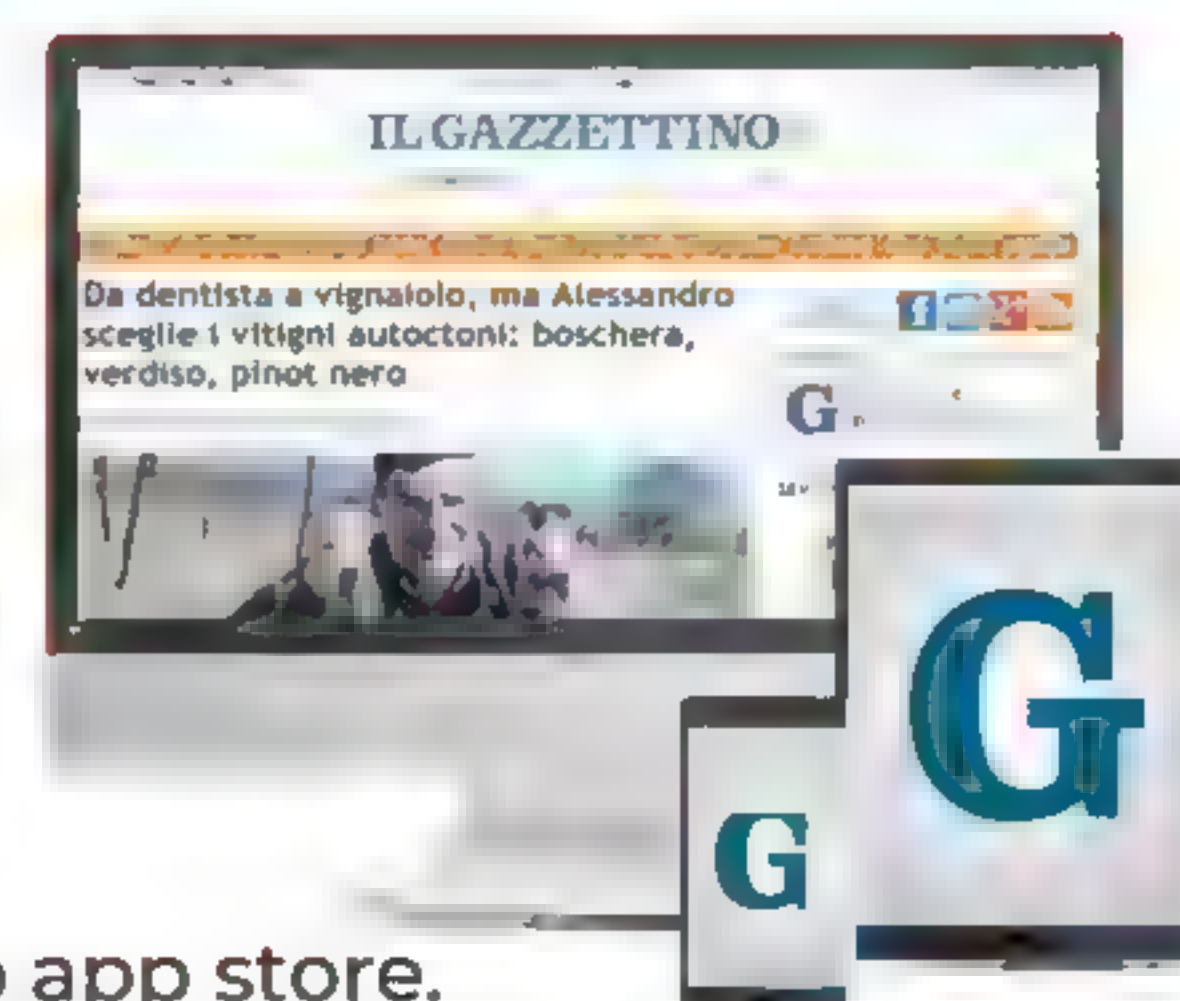 IL GAZZETTINO
Da dentista a vignaiolo, ma Alessandro
sceglie i vitigni autoctoni: boschera,
verdiso, pinot nero
f
G
G
G
app store.